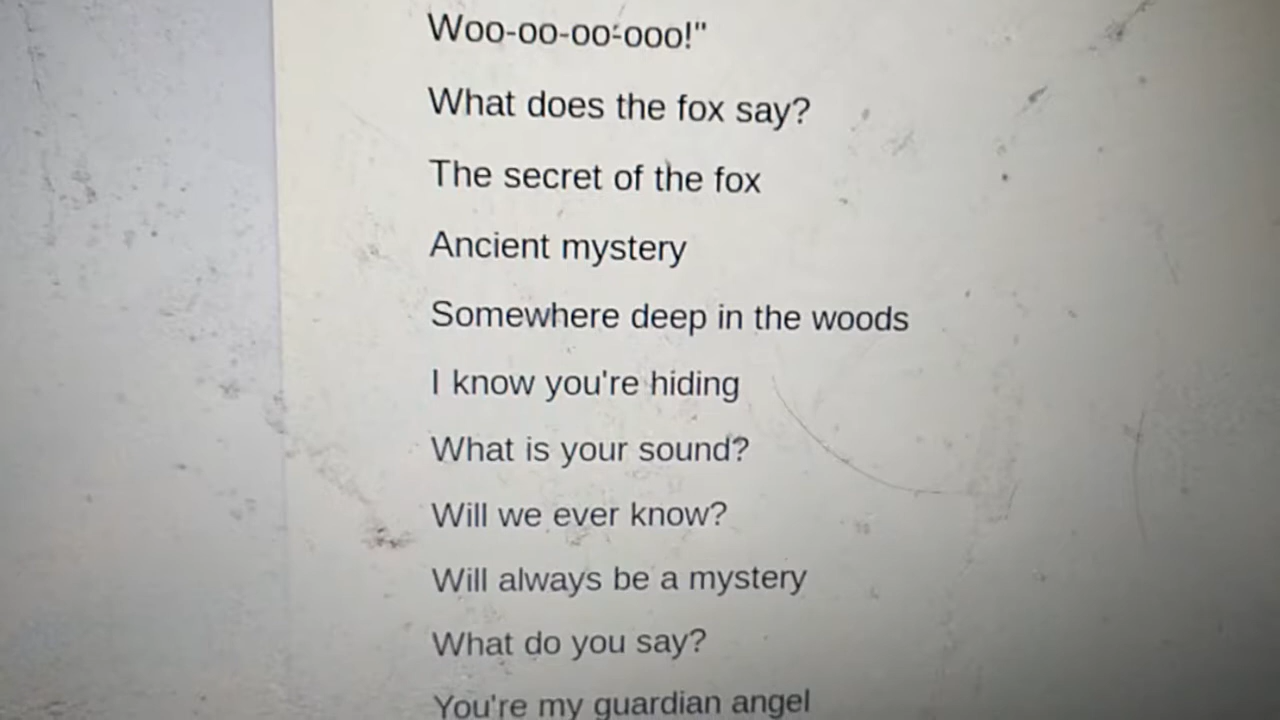 Woo-oo-oo-ooo!"
What does the fox say?
The secret of the fox
Ancient mystery
Somewhere deep in the woods
I know you're hiding
What is your sound?
Will we ever know?
Will always be a mystery
What do you say?
You're my guardian angel